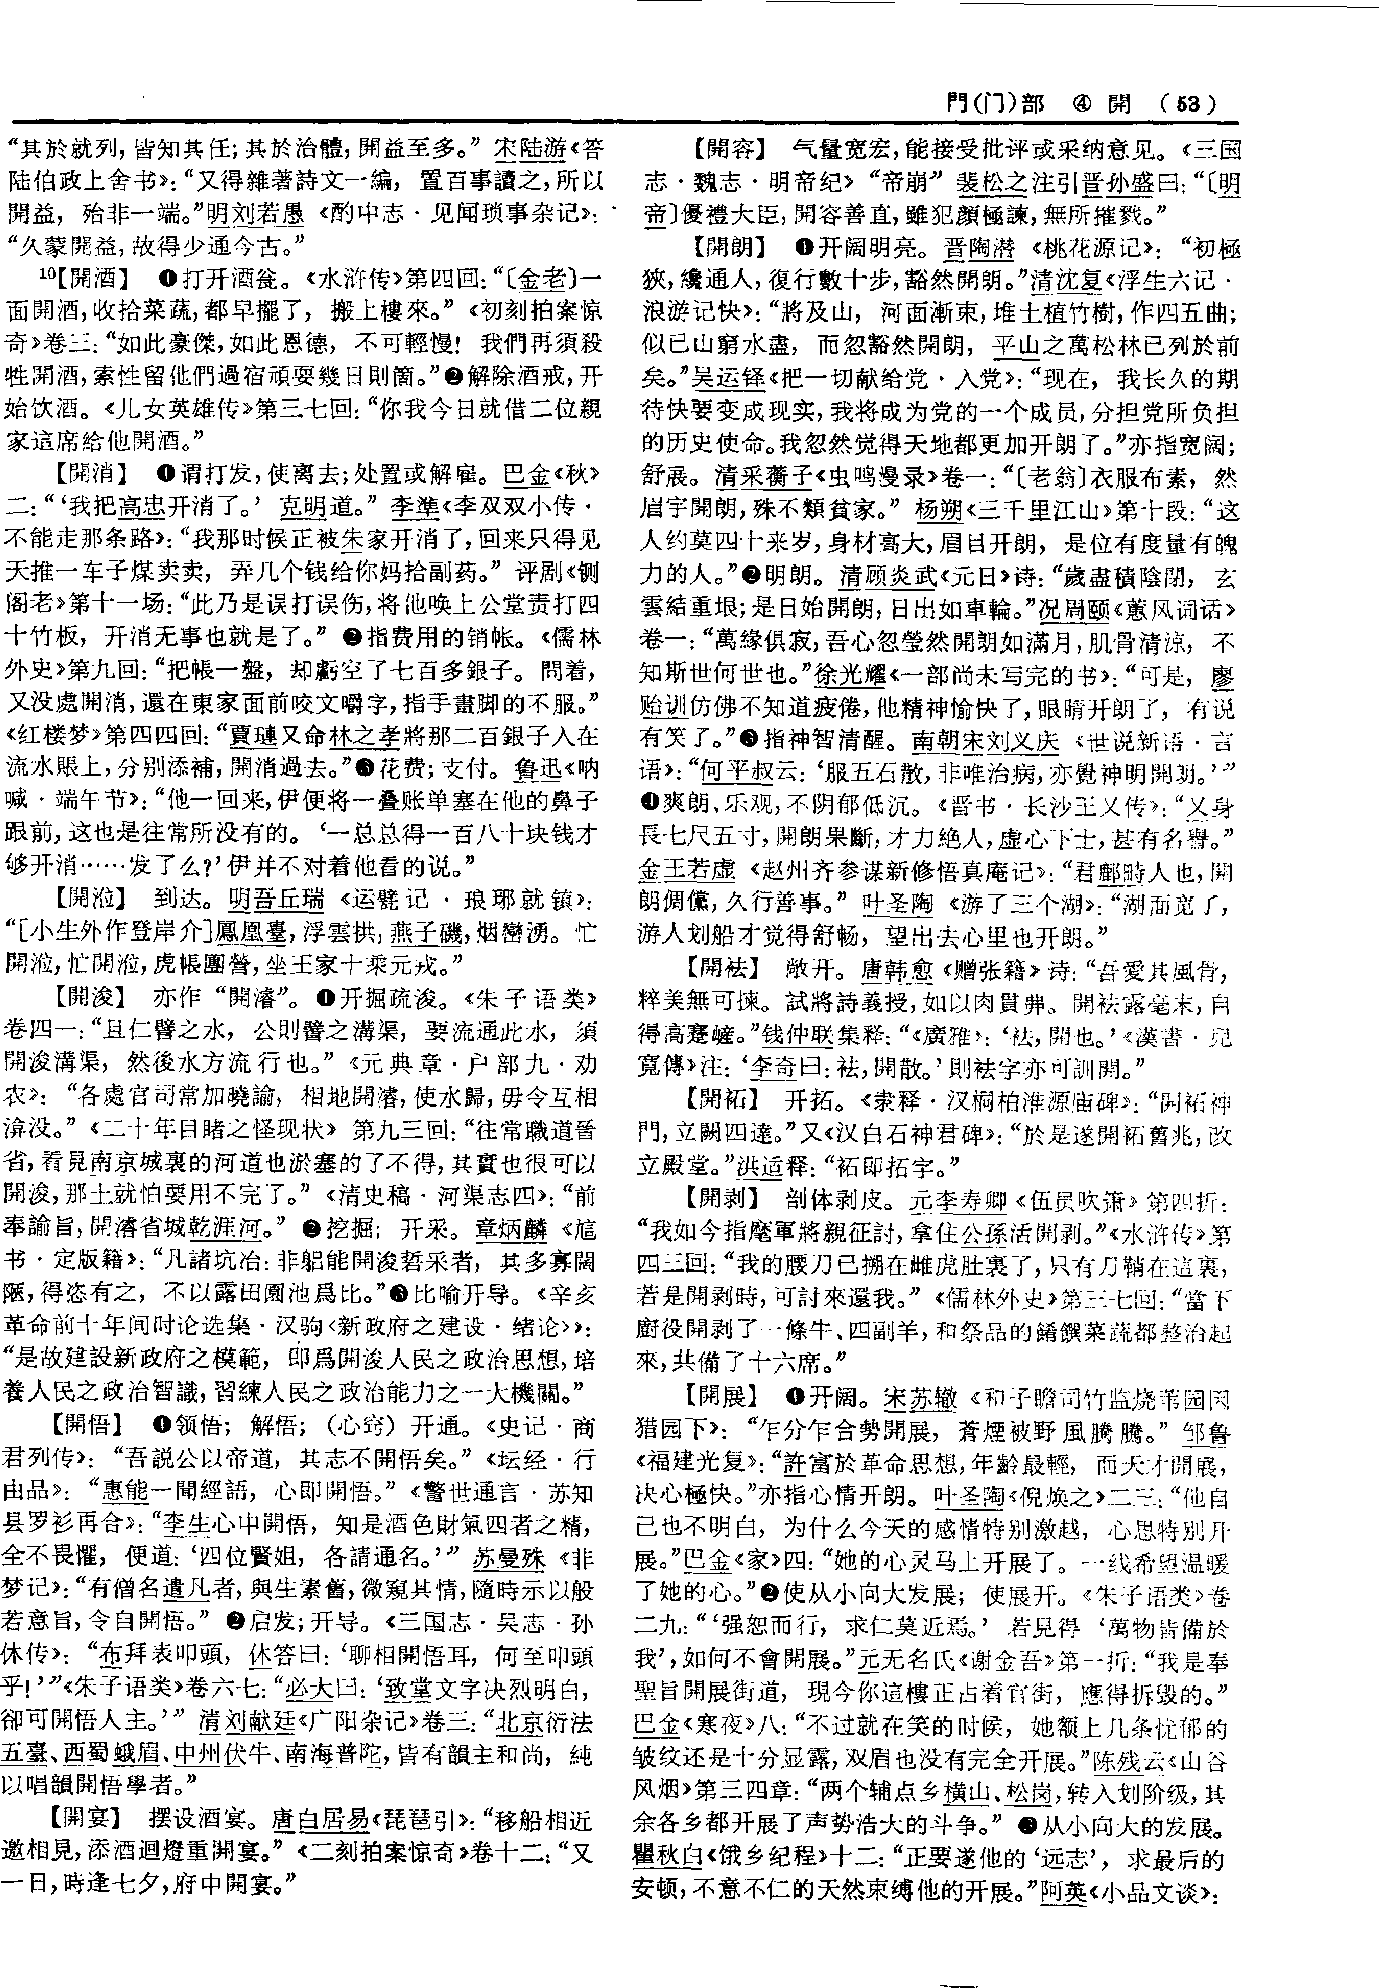 門(门)部 ④ 開 (53)
“其於就列，皆知其任；其於治體，開益至多。” 宋陆游《答
陆伯政上舍书》：“又得雜著詩文一編， 置百事讀之，所以
開益， 殆非一端。”明刘若愚《酌中志·见闻琐事杂记》：
“久蒙開益，故得少通今古。”
¹⁰【開酒】 ❶打开酒瓮。《水浒传》第四回：“〔金老〕一
面開酒，收拾菜蔬，都早擺了， 搬上樓來。”《初刻拍案惊
奇》卷三：“如此豪傑，如此恩德， 不可輕慢！ 我們再須殺
牲開酒，索性留他們過宿頑耍幾日則箇。”❷解除酒戒，开
始饮酒。《儿女英雄传》第三七回：“你我今日就借二位親
家這席給他開酒。”
【開消】 ❶谓打发，使离去；处置或解雇。巴金《秋》
二：“‘我把高忠开消了。’ 克明道。” 李準《李双双小传·
不能走那条路》：“我那时候正被朱家开消了，回来只得见
天推一车子煤卖卖， 弄几个钱给你妈拾副药。” 评剧《铡
阁老》第十一场：“此乃是误打误伤，将他唤上公堂责打四
十竹板， 开消无事也就是了。” ❷指费用的销帐。《儒林
外史》第九回：“把帳一盤， 却虧空了七百多銀子。 問着，
又没處開消，還在東家面前咬文嚼字，指手畫脚的不服。”
《红楼梦》第四四回：“賈璉又命林之孝將那二百銀子入在
流水賬上，分别添補，開消過去。”❸花费；支付。鲁迅《呐
喊·端午节》：“他一回来，伊便将一叠账单塞在他的鼻子
跟前，这也是往常所没有的。‘一总总得一百八十块钱才
够开消……发了么？’伊并不对着他看的说。”
【開涖】 到达。明吾丘瑞《运甓记·琅耶就镇》：
“[小生外作登岸介]鳳凰臺，浮雲拱；燕子磯，烟巒湧。忙
開涖，忙開涖，虎帳團營，坐王家十乘元戎。”
【開浚】 亦作“開濬”。❶开掘疏浚。《朱子语类》
卷四一：“且仁譬之水， 公則譬之溝渠， 要流通此水， 須
開浚溝渠， 然後水方流行也。”《元典章·户部九·劝
农》： “各處官司常加曉諭， 相地開濬，使水歸，毋令互相
渰没。”《二十年目睹之怪现状》第九三回：“往常職道晉
省，看見南京城裏的河道也淤塞的了不得，其實也很可以
開浚，那土就怕要用不完了。”《清史稿·河渠志四》：“前
奉諭旨，開濬省城乾涯河。” ❷挖掘；开采。章炳麟《訄
书·定版籍》：“凡諸坑冶：非躬能開浚硩采者， 其多寡闊
陿，得恣有之， 不以露田園池爲比。”❸比喻开导。《辛亥
革命前十年间时论选集·汉驹〈新政府之建设·绪论〉》：
“是故建設新政府之模範， 即爲開浚人民之政治思想，培
養人民之政治智識，習練人民之政治能力之一大機關。”
【開悟】 ❶领悟；解悟；（心窍）开通。《史记·商
君列传》： “吾説公以帝道， 其志不開悟矣。”《坛经·行
由品》： “惠能一聞經語， 心即開悟。”《警世通言·苏知
县罗衫再合》：“李生心中開悟， 知是酒色財氣四者之精，
全不畏懼， 便道：‘四位賢姐， 各請通名。’” 苏曼殊《非
梦记》：“有僧名遺凡者，與生素舊，微窺其情，隨時示以般
若意旨，令自開悟。” ❷启发；开导。《三国志·吴志·孙
休传》： “布拜表叩頭， 休答曰：‘聊相開悟耳， 何至叩頭
乎！’”《朱子语类》卷六七：“必大曰：‘致堂文字决烈明白，
卻可開悟人主。’” 清刘献廷《广阳杂记》卷三：“北京衍法
五臺、西蜀蛾眉、中州伏牛、南海普陀，皆有韻主和尚， 純
以唱韻開悟學者。”
【開宴】 摆设酒宴。唐白居易《琵琶引》：“移船相近
邀相見，添酒迴燈重開宴。”《二刻拍案惊奇》卷十二：“又
一日，時逢七夕，府中開宴。”
【開容】 气量宽宏，能接受批评或采纳意见。《三国
志·魏志·明帝纪》“帝崩” 裴松之注引晋孙盛曰：“〔明
帝〕優禮大臣，開容善直，雖犯顔極諫，無所摧戮。”
【開朗】 ❶开阔明亮。晋陶潜《桃花源记》：“初極
狹，纔通人，復行數十步，豁然開朗。”清沈复《浮生六记·
浪游记快》：“將及山， 河面漸束，堆土植竹樹，作四五曲；
似已山窮水盡， 而忽豁然開朗， 平山之萬松林已列於前
矣。”吴运铎《把一切献给党·入党》：“现在， 我长久的期
待快要变成现实，我将成为党的一个成员，分担党所负担
的历史使命。我忽然觉得天地都更加开朗了。”亦指宽阔；
舒展。清采蘅子《虫鸣漫录》卷一：“〔老翁〕衣服布素， 然
眉宇開朗，殊不類貧家。” 杨朔《三千里江山》第十段：“这
人约莫四十来岁，身材高大，眉目开朗， 是位有度量有魄
力的人。”❷明朗。清顾炎武《元日》诗：“歲盡積陰閉， 玄
雲結重垠；是日始開朗，日出如車輪。”况周颐《蕙风词话》
卷一：“萬緣俱寂，吾心忽瑩然開朗如滿月，肌骨清涼， 不
知斯世何世也。”徐光耀《一部尚未写完的书》：“可是， 廖
贻训仿佛不知道疲倦，他精神愉快了，眼睛开朗了， 有说
有笑了。”❸指神智清醒。南朝宋刘义庆《世说新语·言
语》：“何平叔云：‘服五石散，非唯治病，亦覺神明開朗。’”
❹爽朗、乐观，不阴郁低沉。《晋书·长沙王乂传》：“乂身
長七尺五寸，開朗果斷，才力絶人，虚心下士，甚有名譽。”
金王若虚《赵州齐参谋新修悟真庵记》：“君鄜畤人也，開
朗倜儻，久行善事。” 叶圣陶《游了三个湖》：“湖面宽了，
游人划船才觉得舒畅， 望出去心里也开朗。”
【開袪】 敞开。唐韩愈《赠张籍》诗：“吾愛其風骨，
粹美無可揀。試將詩義授，如以肉貫弗。開袪露毫末，自
得高蹇嵼。”钱仲联集释：“《廣雅》：‘袪，開也。’《漢書·兒
寬傳》注：‘李奇曰：袪，開散。’則袪字亦可訓開。”
【開袥】 开拓。《隶释·汉桐柏淮源庙碑》：“開袥神
門，立闕四達。”又《汉白石神君碑》：“於是遂開袥舊兆，改
立殿堂。”洪适释：“袥即拓字。”
【開剥】 剖体剥皮。元李寿卿《伍员吹箫》第四折：
“我如今指麾軍將親征討，拿住公孫活開剥。”《水浒传》第
四三回：“我的腰刀已搠在雌虎肚裏了，只有刀鞘在這裏，
若是開剥時，可討來還我。”《儒林外史》第三七回：“當下
廚役開剥了一條牛、四副羊，和祭品的餚饌菜蔬都整治起
來，共備了十六席。”
【開展】 ❶开阔。宋苏辙《和子瞻司竹监烧苇园因
猎园下》： “乍分乍合勢開展， 蒼煙被野風騰騰。” 邹鲁
《福建光复》：“許富於革命思想，年齡最輕， 而天才開展，
决心極快。”亦指心情开朗。叶圣陶《倪焕之》二三：“他自
己也不明白， 为什么今天的感情特别激越， 心思特别开
展。”巴金《家》四：“她的心灵马上开展了。一线希望温暖
了她的心。”❷使从小向大发展；使展开。《朱子语类》卷
二九：“‘强恕而行， 求仁莫近焉。’ 若見得‘萬物皆備於
我’，如何不會開展。”元无名氏《谢金吾》第一折：“我是奉
聖旨開展街道， 現今你這樓正占着官街， 應得拆毁的。”
巴金《寒夜》八：“不过就在笑的时候， 她额上几条忧郁的
皱纹还是十分显露，双眉也没有完全开展。”陈残云《山谷
风烟》第三四章：“两个辅点乡横山、松岗，转入划阶级，其
余各乡都开展了声势浩大的斗争。” ❸从小向大的发展。
瞿秋白《饿乡纪程》十二：“正要遂他的‘远志’， 求最后的
安顿，不意不仁的天然束缚他的开展。”阿英《小品文谈》：